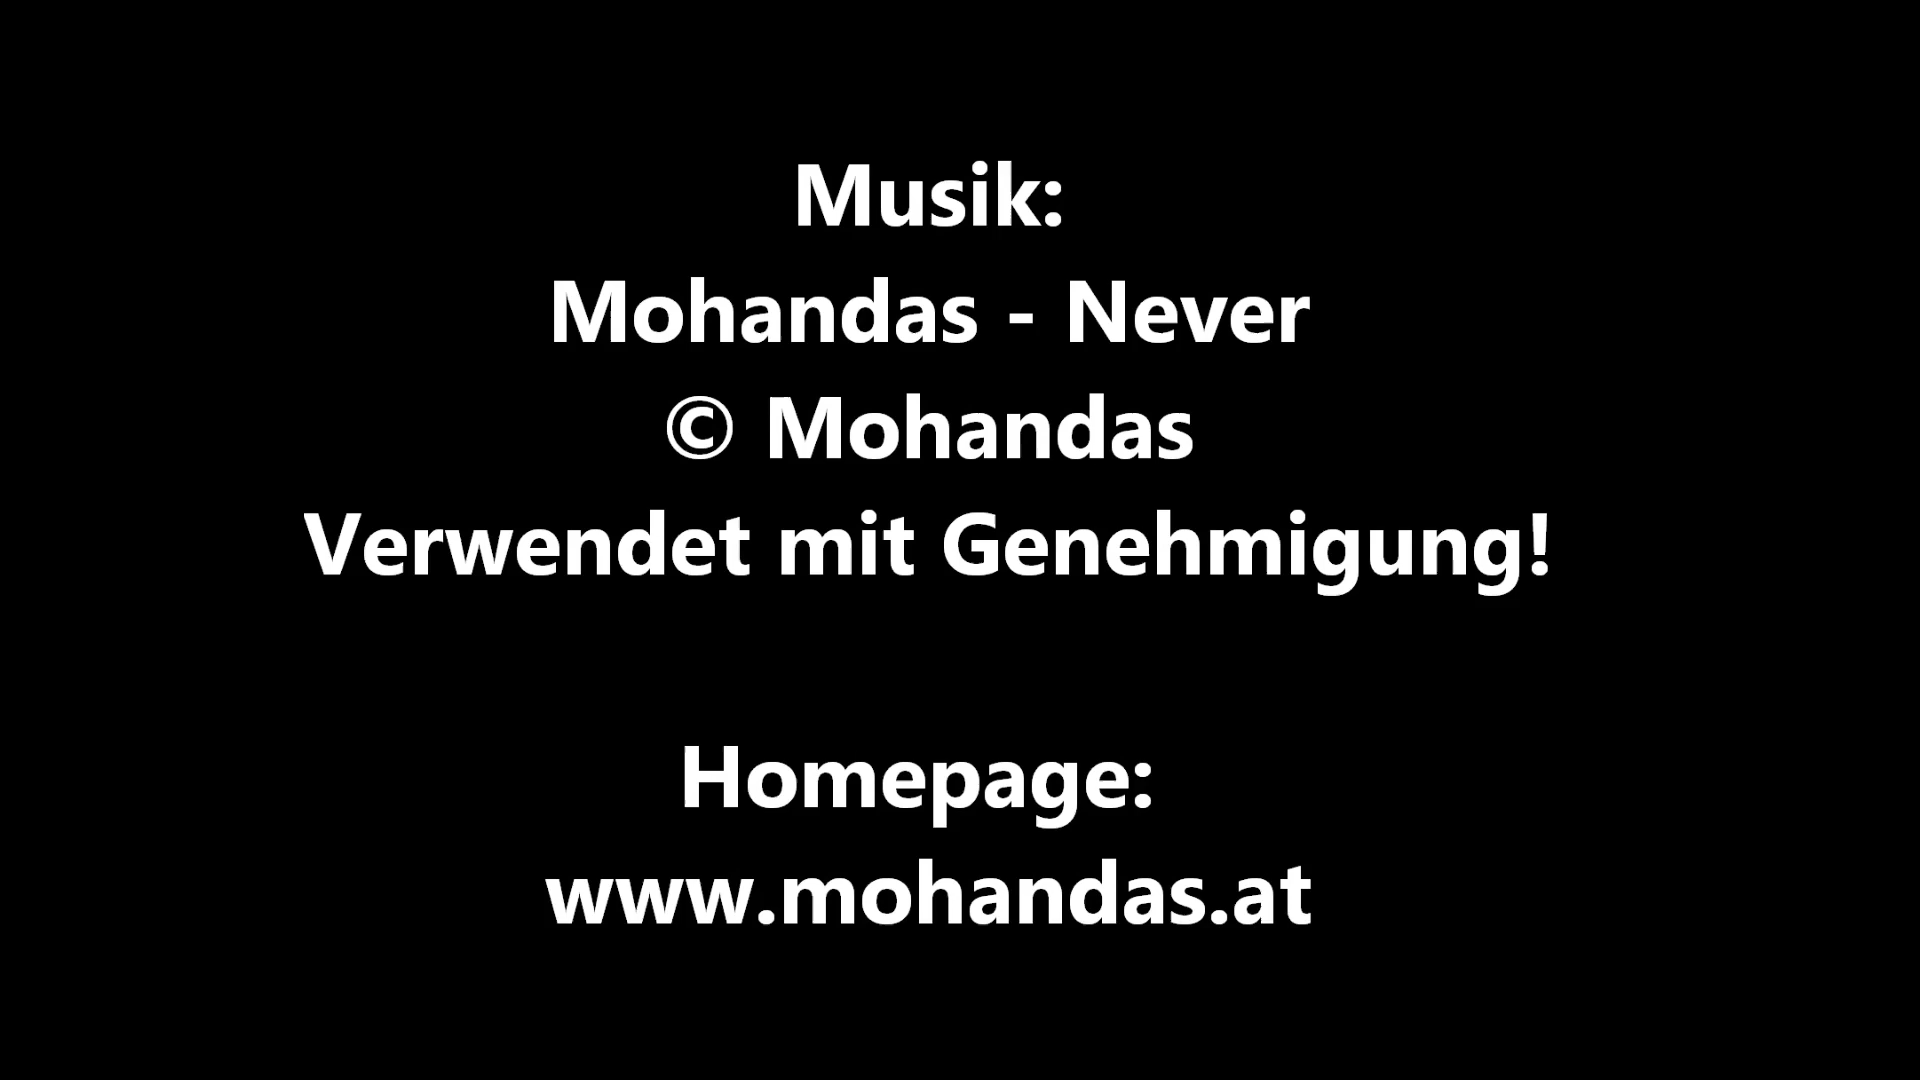 Musik:
Mohandas - Never
© Mohandas
Verwendet mit Genehmigung!
Homepage:
www.mohandas.at